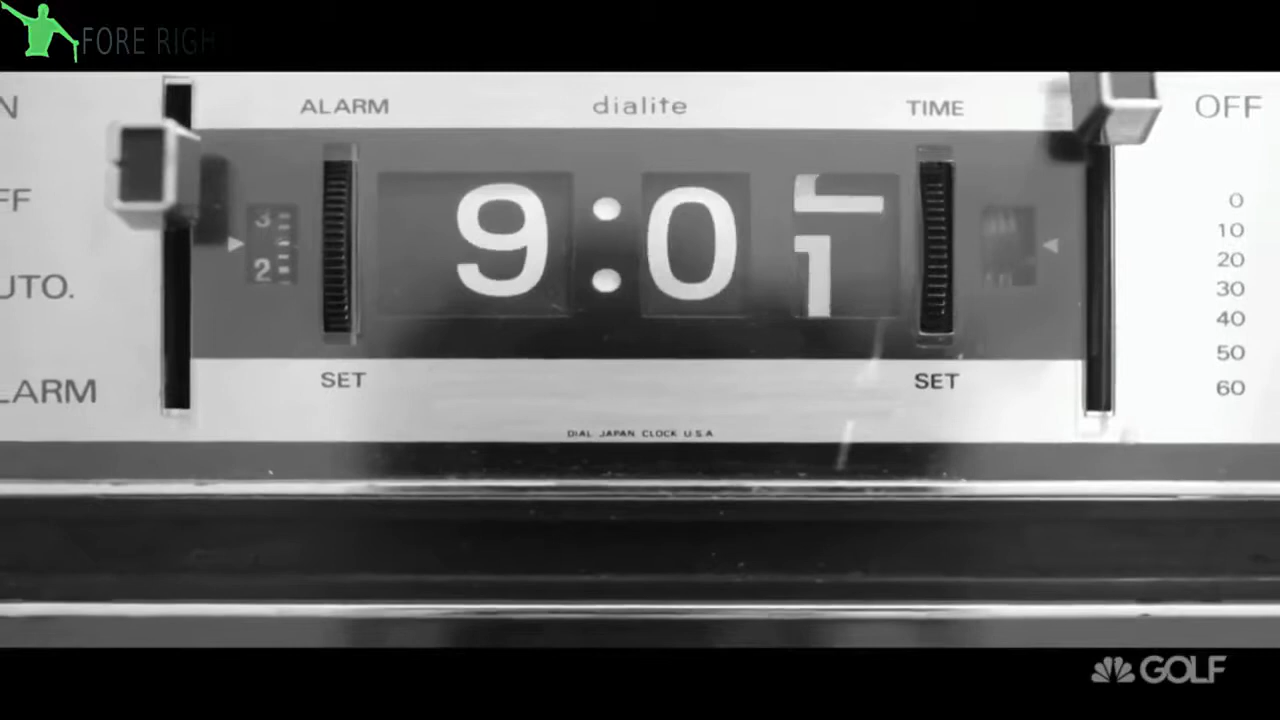 FORE RIGH
N ALARM dialite TIME OFF
FF
UTO.
LARM
9:0
3
2
0
10
20
30
40
50
60
SET SET
DIAL JAPAN CLOCK U.S.A
GOLF